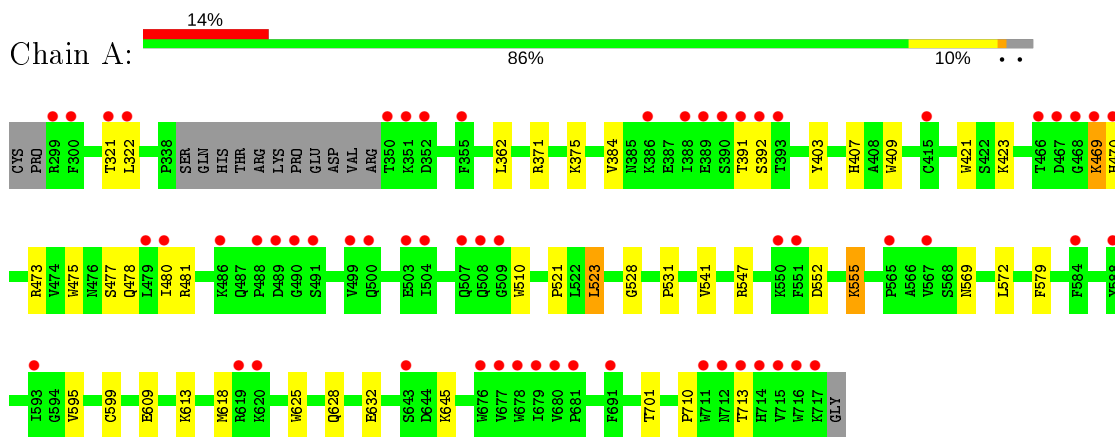 14%
Chain A:
86% 10% • •
CYS PRO R299 F300 T321 L322 P338 SER GLN HIS THR ARG LYS PRO GLU ASP VAL ARG T350 K351 D352 F355 L362 R371 K375 V384 N385 K386 E387 I388 E389 S390 T391 S392 T393 Y403 H407 A408 W409 C415 W421 S422 K423 T466 D467 G468 K469 H470
R473 V474 W475 N476 S477 Q478 L479 I480 R481 K486 Q487 P488 D489 G490 S491 V499 Q500 E503 I504 Q507 Q508 G509 W510 P521 L522 L523 G528 P531 V541 R547 K550 F551 D552 K555 P565 A566 V567 S568 N569 L572 F579 F584 Y588
I593 G594 V595 C599 E609 K613 M618 R619 K620 W625 Q628 E632 S643 D644 K645 W676 V677 W678 I679 V680 P681 F691 T701 P710 W711 N712 T713 H714 V715 W716 K717 GLY